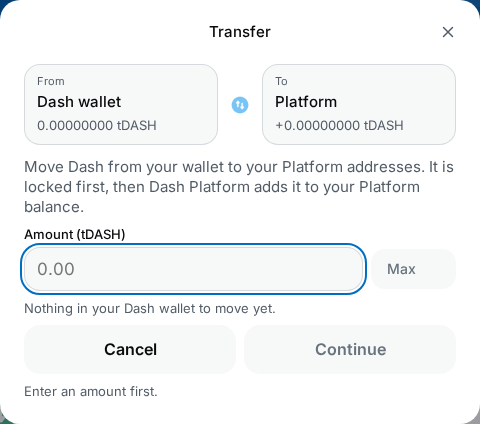 Transfer
From
Dash wallet
0.00000000 tDASH
To
Platform
+0.00000000 tDASH
Move Dash from your wallet to your Platform addresses. It is
locked first, then Dash Platform adds it to your Platform
balance.
Amount (tDASH)
0.00
Max
Nothing in your Dash wallet to move yet.
Cancel
Continue
Enter an amount first.